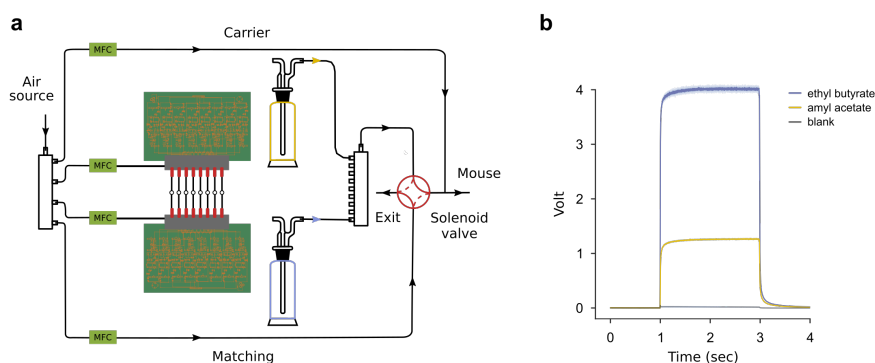 a
Carrier
MFC
Air
source
MFC
MFC
MFC
Matching
Mouse
Exit
Solenoid
valve
b
Volt
4
3
2
1
0
0
1
2
3
4
Time (sec)
ethyl butyrate
amyl acetate
blank